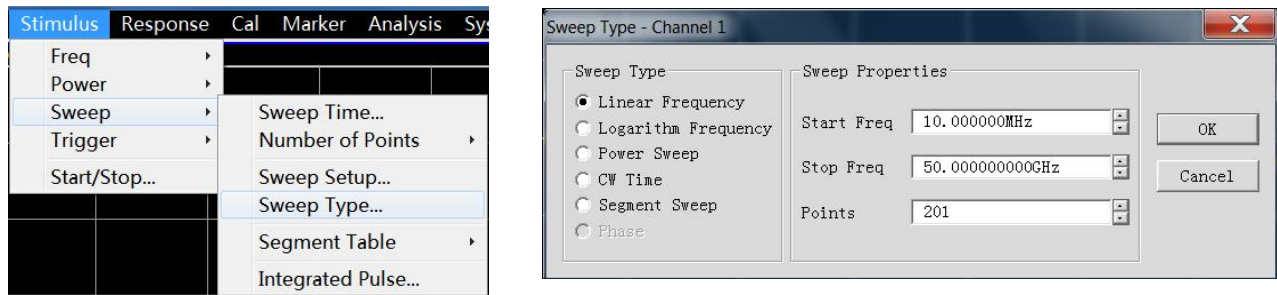 Stimulus Response Cal Marker Analysis Sys
Freq
Power
Sweep
Trigger
Start/Stop...
Sweep Time...
Number of Points
Sweep Setup...
Sweep Type...
Segment Table
Integrated Pulse...
Sweep Type - Channel 1
Sweep Type
Linear Frequency
Logarithm Frequency
Power Sweep
CW Time
Segment Sweep
Phase
Sweep Properties
Start Freq 10.000000MHz
Stop Freq 50.000000000GHz
Points 201
OK
Cancel